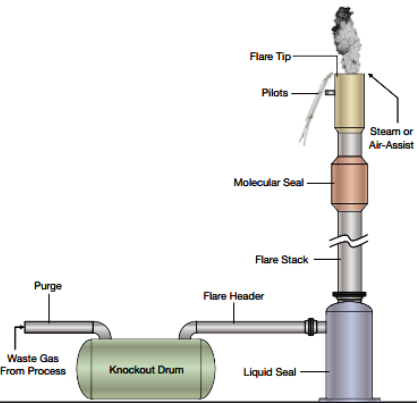 Flare Tip
Pilots
Steam or
Air-Assist
Molecular Seal
Flare Stack
Purge
Flare Header
Waste Gas
From Process
Knockout Drum
Liquid Seal